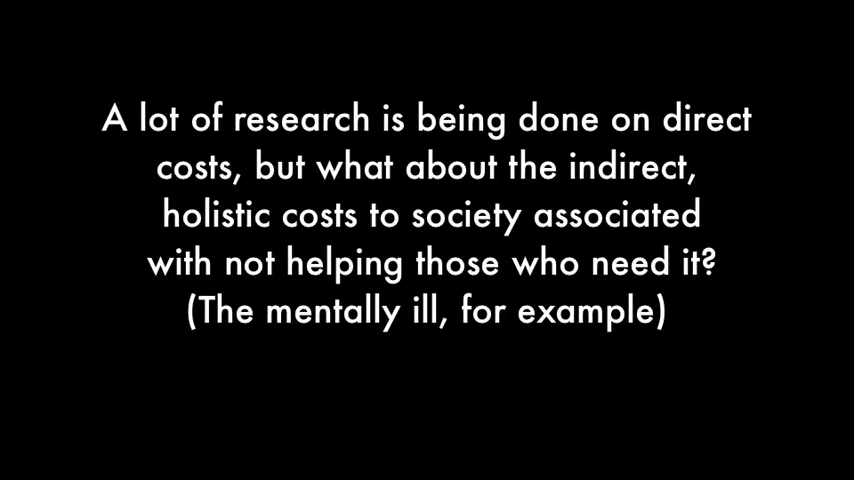 A lot of research is being done on direct
costs, but what about the indirect,
holistic costs to society associated
with not helping those who need it?
(The mentally ill, for example)